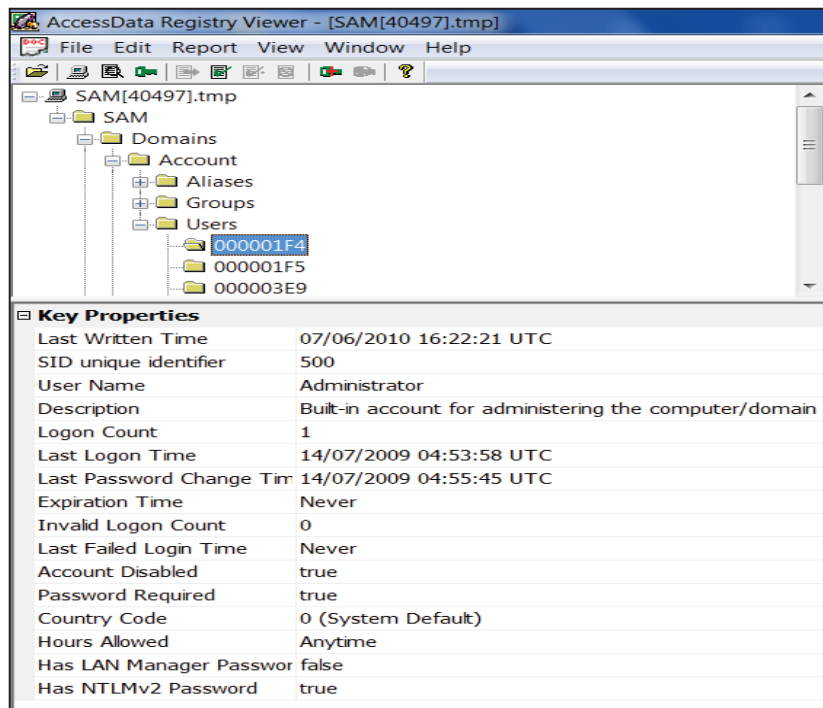 AccessData Registry Viewer - [SAM[40497].tmp]
File Edit Report View Window Help
SAM[40497].tmp
SAM
Domains
Account
Aliases
Groups
Users
000001F4
000001F5
000003E9
Key Properties
Last Written Time 07/06/2010 16:22:21 UTC
SID unique identifier 500
User Name Administrator
Description Built-in account for administering the computer/domain
Logon Count 1
Last Logon Time 14/07/2009 04:53:58 UTC
Last Password Change Tim 14/07/2009 04:55:45 UTC
Expiration Time Never
Invalid Logon Count 0
Last Failed Login Time Never
Account Disabled true
Password Required true
Country Code 0 (System Default)
Hours Allowed Anytime
Has LAN Manager Passwor false
Has NTLMv2 Password true